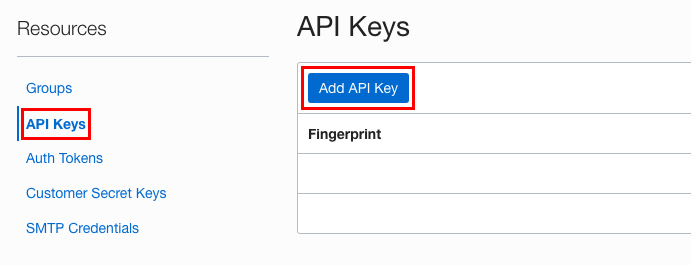 Resources
Groups
API Keys
Auth Tokens
Customer Secret Keys
SMTP Credentials
API Keys
Add API Key
Fingerprint